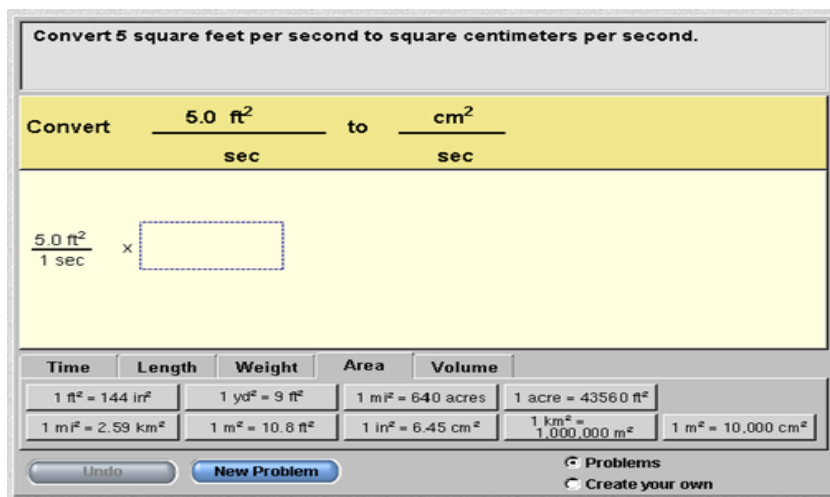 Convert 5 square feet per second to square centimeters per second.
Convert 5.0 ft² to cm²
sec sec
5.0 ft²
1 sec
×
Time Length Weight Area Volume
1 ft² = 144 in² 1 yd² = 9 ft² 1 mi² = 640 acres 1 acre = 43560 ft²
1 mi² = 2.59 km² 1 m² = 10.8 ft² 1 in² = 6.45 cm² 1 km² = 1,000,000 m² 1 m² = 10,000 cm²
Undo New Problem Problems
Create your own